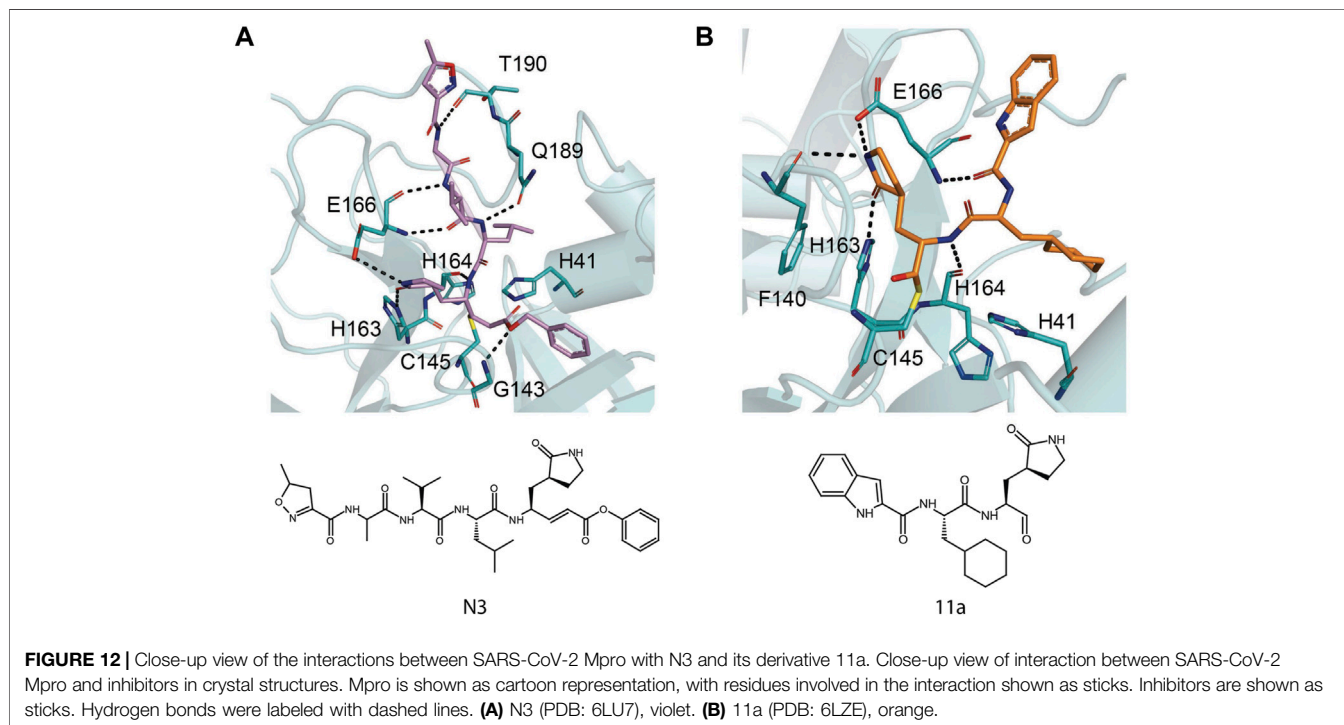 A
T190
Q189
E166
H164
H41
H163
C145
G143
B
E166
H163
F140
H164
H41
C145
O
NH
O
O
O
N
H
N
N
H
N
H
N
O
O
O
O
N3
O
NH
O
H
N
N
H
NH
O
O
11a
FIGURE 12 | Close-up view of the interactions between SARS-CoV-2 Mpro with N3 and its derivative 11a. Close-up view of interaction between SARS-CoV-2
Mpro and inhibitors in crystal structures. Mpro is shown as cartoon representation, with residues involved in the interaction shown as sticks. Inhibitors are shown as
sticks. Hydrogen bonds were labeled with dashed lines. (A) N3 (PDB: 6LU7), violet. (B) 11a (PDB: 6LZE), orange.